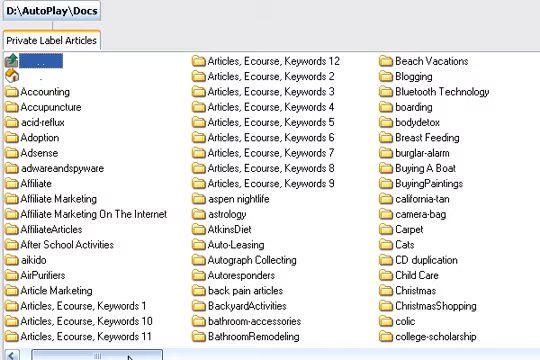 D:\AutoPlay\Docs
Private Label Articles
..
.
Accounting
Accupuncture
acid-reflux
Adoption
Adsense
adwareandspyware
Affiliate
Affiliate Marketing
Affiliate Marketing On The Internet
AffiliateArticles
After School Activities
aikido
AirPurifiers
Article Marketing
Articles, Ecourse, Keywords 1
Articles, Ecourse, Keywords 10
Articles, Ecourse, Keywords 11
Articles, Ecourse, Keywords 12
Articles, Ecourse, Keywords 2
Articles, Ecourse, Keywords 3
Articles, Ecourse, Keywords 4
Articles, Ecourse, Keywords 5
Articles, Ecourse, Keywords 6
Articles, Ecourse, Keywords 7
Articles, Ecourse, Keywords 8
Articles, Ecourse, Keywords 9
aspen nightlife
astrology
AtkinsDiet
Auto-Leasing
Autograph Collecting
Autoresponders
back pain articles
BackyardActivities
bathroom-accessories
BathroomRemodeling
Beach Vacations
Blogging
Bluetooth Technology
boarding
bodydetox
Breast Feeding
burglar-alarm
Buying A Boat
BuyingPaintings
california-tan
camera-bag
Carpet
Cats
CD duplication
Child Care
Christmas
ChristmasShopping
colic
college-scholarship